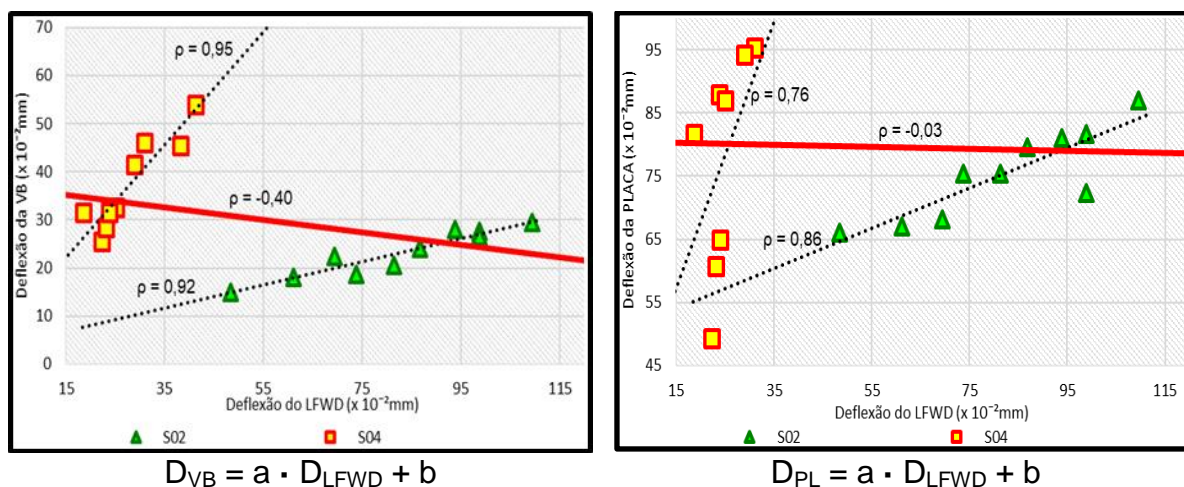 Deflexão da VB (x 10⁻²mm)
70
60
50
40
30
20
10
0
ρ = 0,95
ρ = -0,40
ρ = 0,92
15 35 55 75 95 115
Deflexão do LFWD (x 10⁻²mm)
S02 S04
D_VB = a · D_LFWD + b
Deflexão da PLACA (x 10⁻²mm)
95
85
75
65
55
45
ρ = 0,76
ρ = -0,03
ρ = 0,86
15 35 55 75 95 115
Deflexão do LFWD (x 10⁻²mm)
S02 S04
D_PL = a · D_LFWD + b